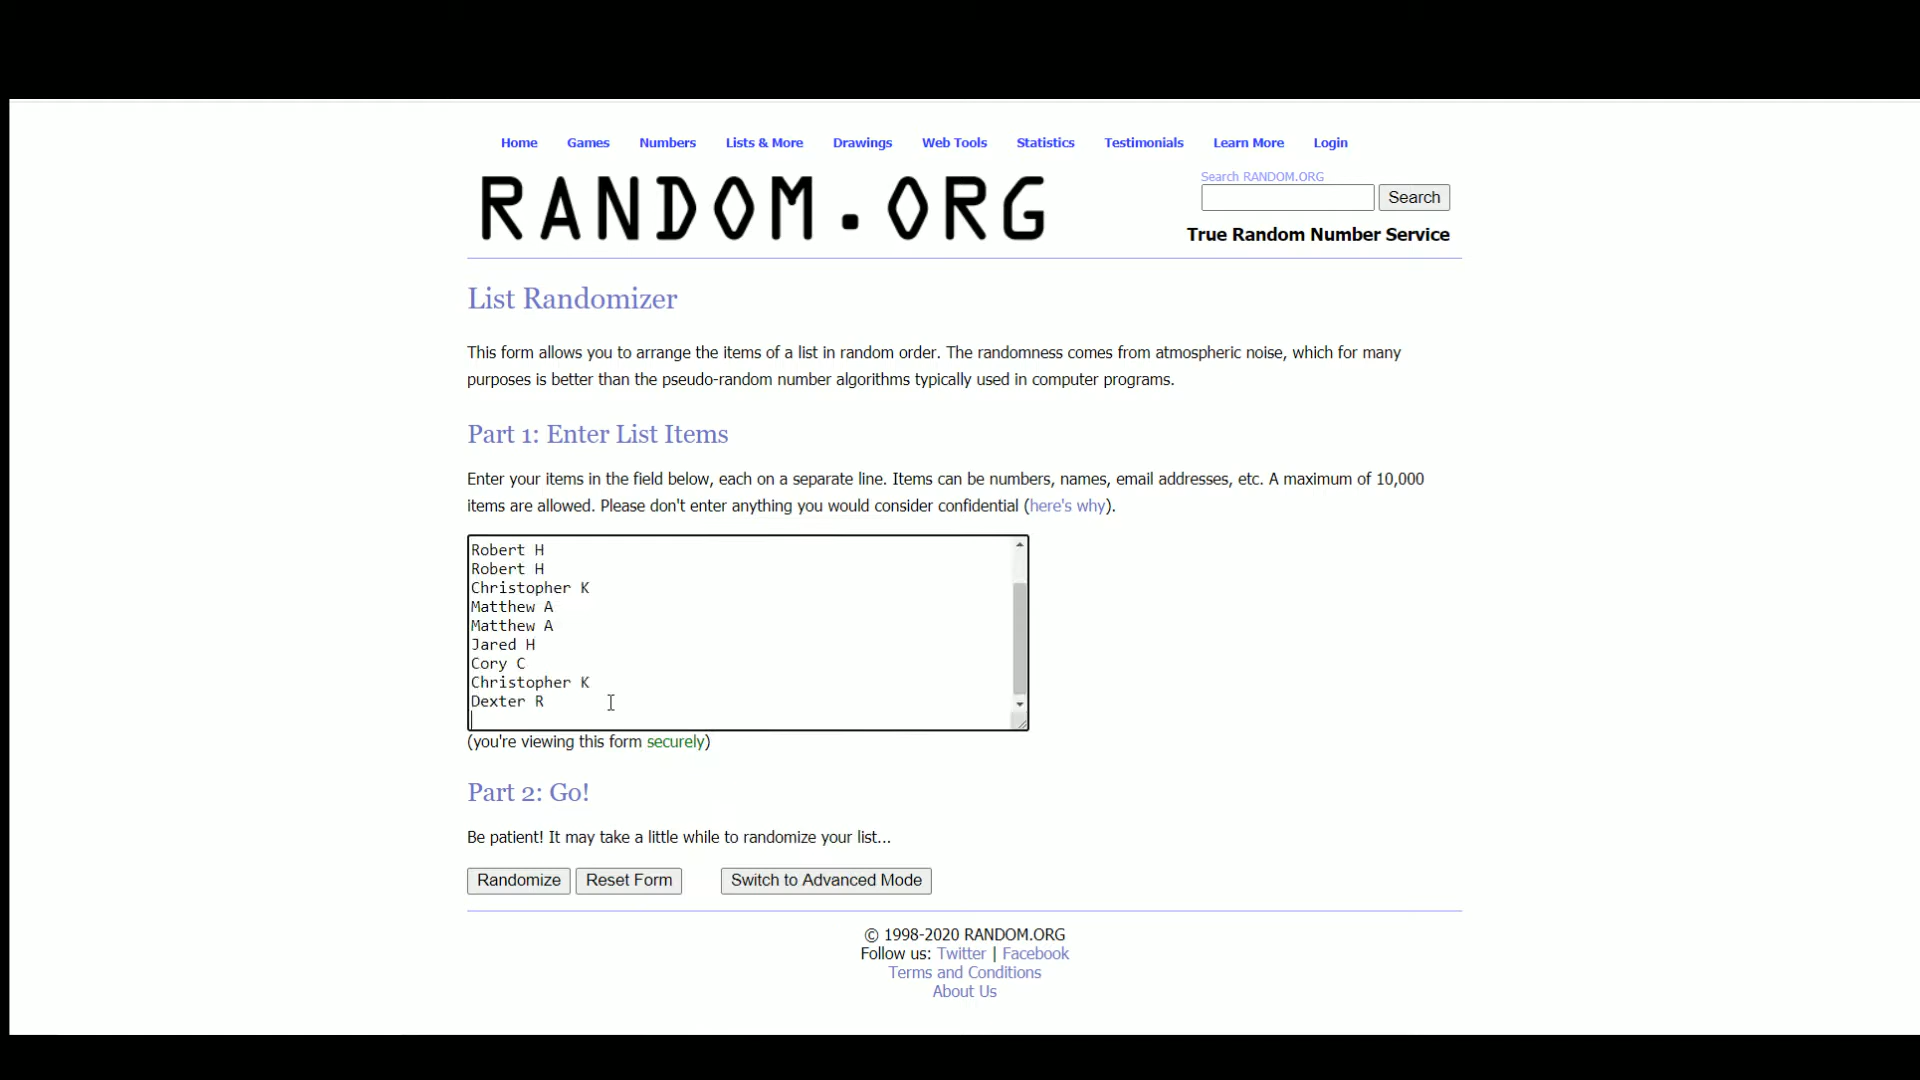 Home Games Numbers Lists & More Drawings Web Tools Statistics Testimonials Learn More Login
RANDOM.ORG
Search RANDOM.ORG
Search
True Random Number Service
List Randomizer
This form allows you to arrange the items of a list in random order. The randomness comes from atmospheric noise, which for many
purposes is better than the pseudo-random number algorithms typically used in computer programs.
Part 1: Enter List Items
Enter your items in the field below, each on a separate line. Items can be numbers, names, email addresses, etc. A maximum of 10,000
items are allowed. Please don't enter anything you would consider confidential (here's why).
Robert H
Robert H
Christopher K
Matthew A
Matthew A
Jared H
Cory C
Christopher K
Dexter R
(you're viewing this form securely)
Part 2: Go!
Be patient! It may take a little while to randomize your list...
Randomize Reset Form Switch to Advanced Mode
© 1998-2020 RANDOM.ORG
Follow us: Twitter | Facebook
Terms and Conditions
About Us